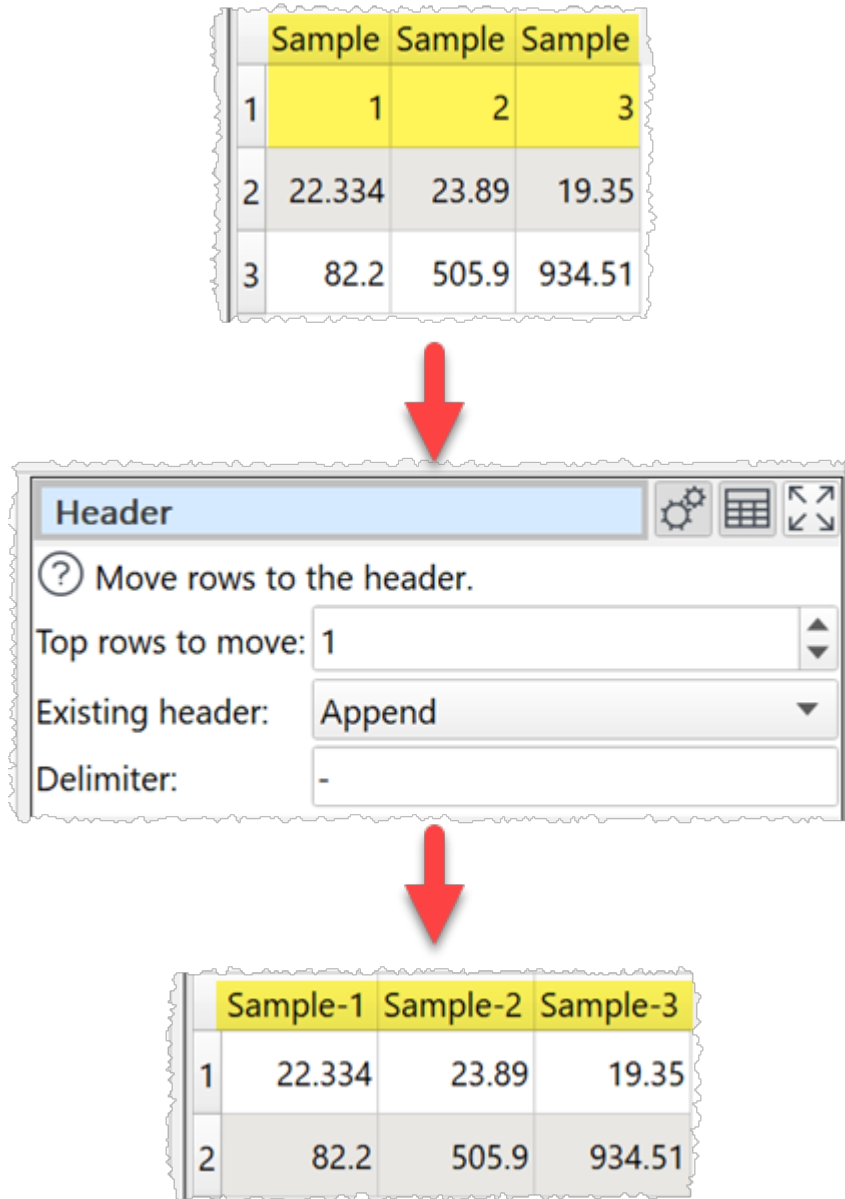 Sample Sample Sample
1 1 2 3
2 22.334 23.89 19.35
3 82.2 505.9 934.51
Header
? Move rows to the header.
Top rows to move: 1
Existing header: Append
Delimiter: -
Sample-1 Sample-2 Sample-3
1 22.334 23.89 19.35
2 82.2 505.9 934.51